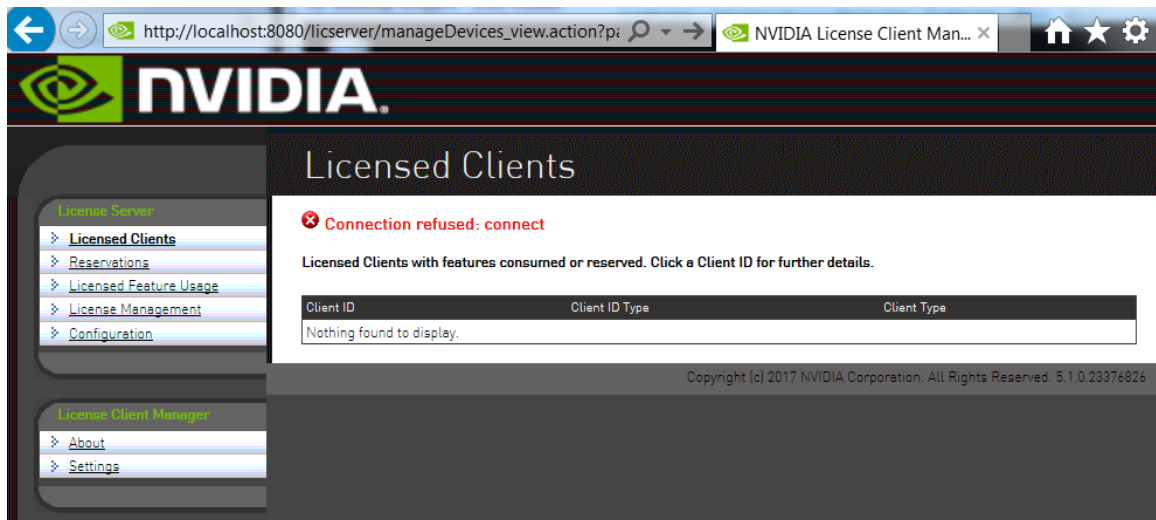 http://localhost:8080/licserver/manageDevices_view.action?pa
NVIDIA License Client Man...
NVIDIA.
Licensed Clients
License Server
Licensed Clients
Reservations
Licensed Feature Usage
License Management
Configuration
Connection refused: connect
Licensed Clients with features consumed or reserved. Click a Client ID for further details.
Client ID Client ID Type Client Type
Nothing found to display.
Copyright (c) 2017 NVIDIA Corporation. All Rights Reserved. 5.1.0.23376826
License Client Manager
About
Settings